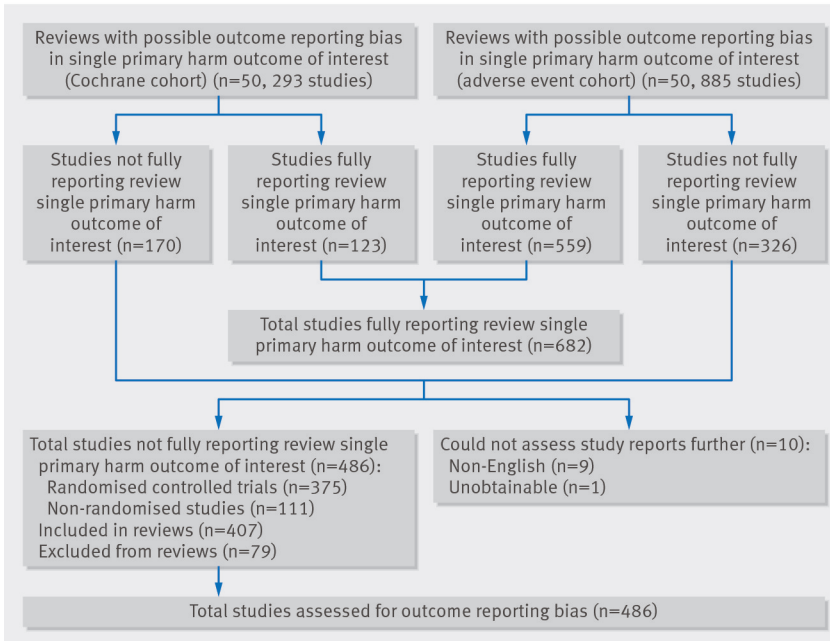 Reviews with possible outcome reporting bias
in single primary harm outcome of interest
(Cochrane cohort) (n=50, 293 studies)
Reviews with possible outcome reporting bias
in single primary harm outcome of interest
(adverse event cohort) (n=50, 885 studies)
Studies not fully
reporting review
single primary harm
outcome of
interest (n=170)
Studies fully
reporting review
single primary harm
outcome of
interest (n=123)
Studies fully
reporting review
single primary harm
outcome of
interest (n=559)
Studies not fully
reporting review
single primary harm
outcome of
interest (n=326)
Total studies fully reporting review single
primary harm outcome of interest (n=682)
Total studies not fully reporting review single
primary harm outcome of interest (n=486):
Randomised controlled trials (n=375)
Non-randomised studies (n=111)
Included in reviews (n=407)
Excluded from reviews (n=79)
Could not assess study reports further (n=10):
Non-English (n=9)
Unobtainable (n=1)
Total studies assessed for outcome reporting bias (n=486)